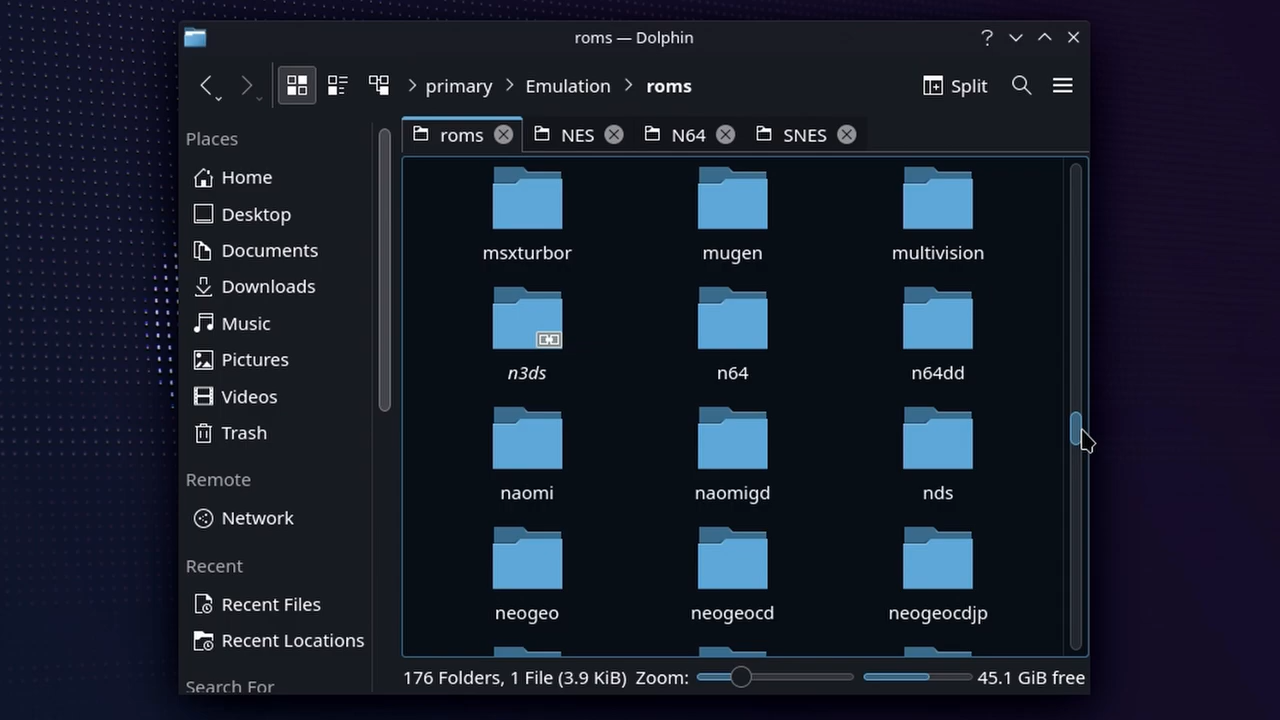 roms — Dolphin
primary Emulation roms
Split
Places
Home
Desktop
Documents
Downloads
Music
Pictures
Videos
Trash
Remote
Network
Recent
Recent Files
Recent Locations
Search For
roms NES N64 SNES
msxturbor mugen multivision
n3ds n64 n64dd
naomi naomigd nds
neogeo neogeocd neogeocdjp
176 Folders, 1 File (3.9 KiB) Zoom: 45.1 GiB free